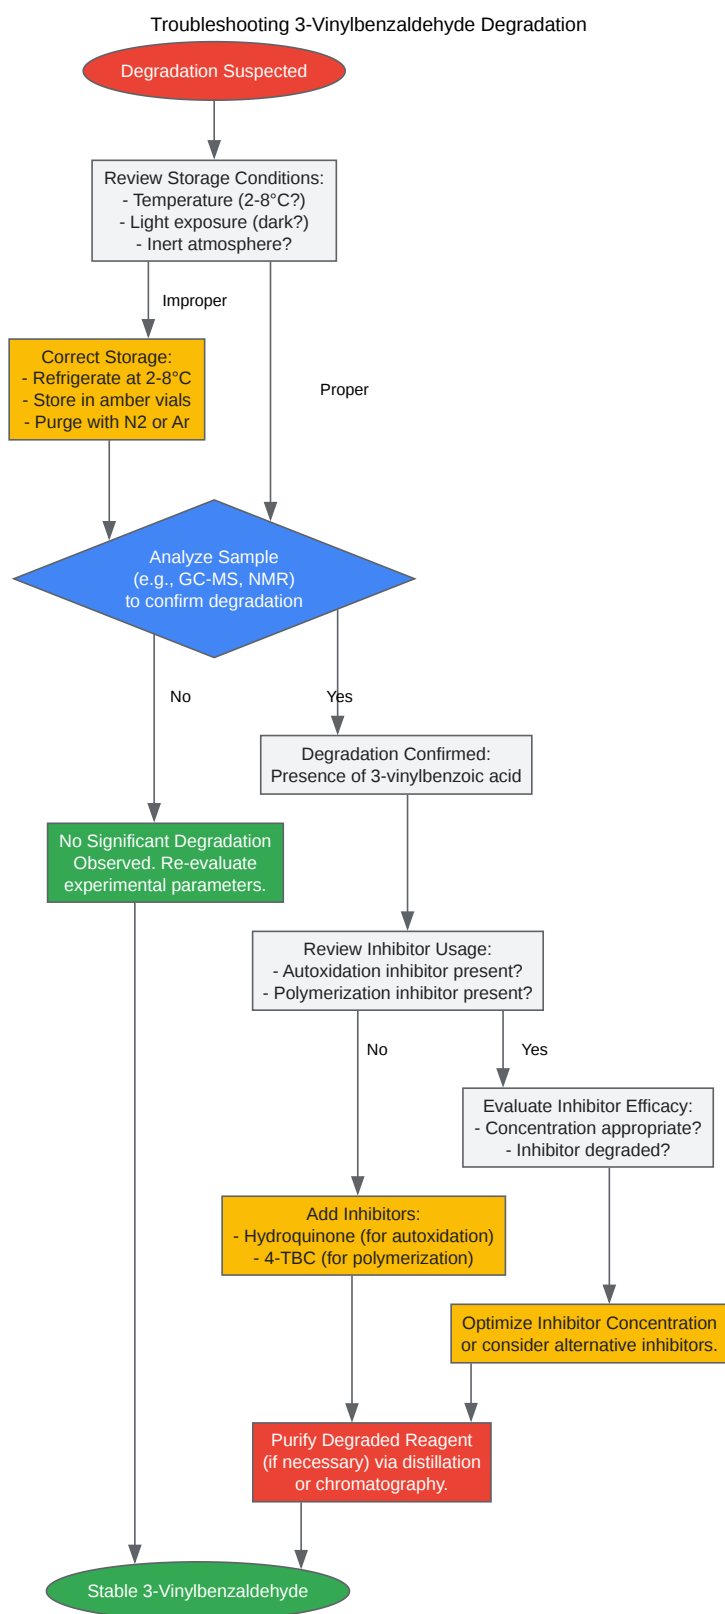 Troubleshooting 3-Vinylbenzaldehyde Degradation
Degradation Suspected
Review Storage Conditions:
- Temperature (2-8°C?)
- Light exposure (dark?)
- Inert atmosphere?
Improper
Correct Storage:
- Refrigerate at 2-8°C
- Store in amber vials
- Purge with N2 or Ar
Proper
Analyze Sample
(e.g., GC-MS, NMR)
to confirm degradation
No
Yes
Degradation Confirmed:
Presence of 3-vinylbenzoic acid
No Significant Degradation
Observed. Re-evaluate
experimental parameters.
Review Inhibitor Usage:
- Autoxidation inhibitor present?
- Polymerization inhibitor present?
No
Yes
Evaluate Inhibitor Efficacy:
- Concentration appropriate?
- Inhibitor degraded?
Add Inhibitors:
- Hydroquinone (for autoxidation)
- 4-TBC (for polymerization)
Optimize Inhibitor Concentration
or consider alternative inhibitors.
Purify Degraded Reagent
(if necessary) via distillation
or chromatography.
Stable 3-Vinylbenzaldehyde